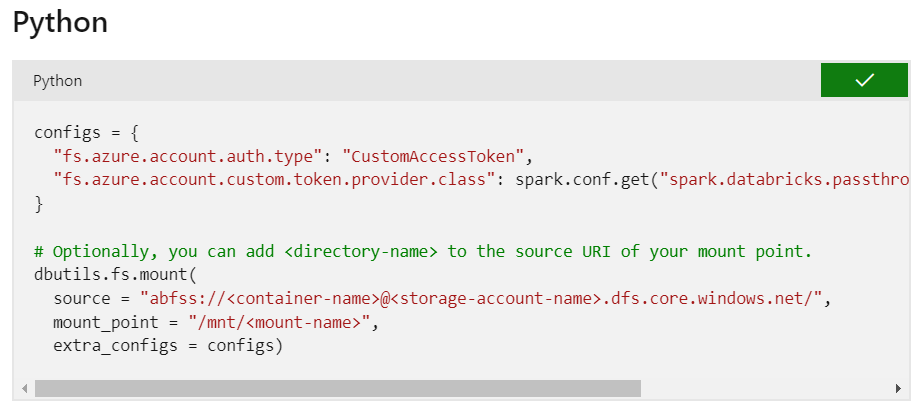 Python
Python
configs = {
  "fs.azure.account.auth.type": "CustomAccessToken",
  "fs.azure.account.custom.token.provider.class": spark.conf.get("spark.databricks.passthro
}
# Optionally, you can add <directory-name> to the source URI of your mount point.
dbutils.fs.mount(
  source = "abfss://<container-name>@<storage-account-name>.dfs.core.windows.net/",
  mount_point = "/mnt/<mount-name>",
  extra_configs = configs)